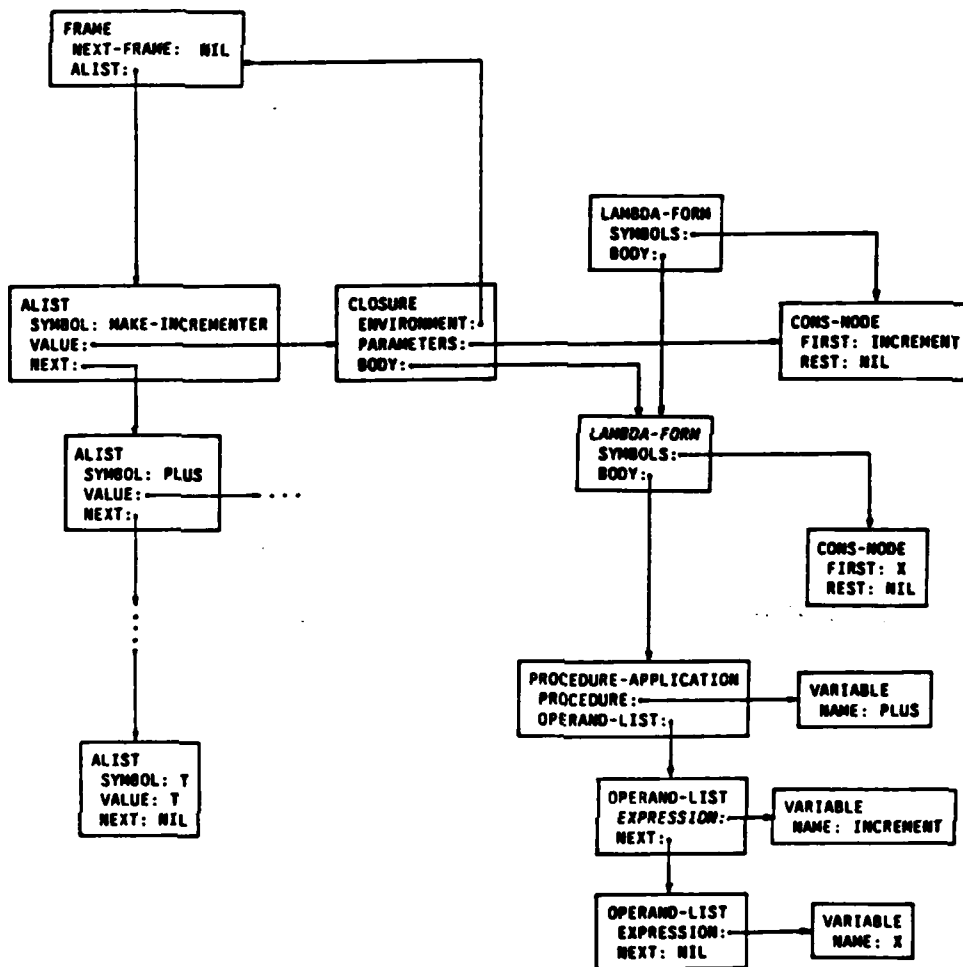 FRAME
NEXT-FRAME: NIL
ALIST:
LAMBDA-FORM
SYMBOLS:
BODY:
ALIST
SYMBOL: MAKE-INCREMENTER
VALUE:
NEXT:
CLOSURE
ENVIRONMENT:
PARAMETERS:
BODY:
CONS-NODE
FIRST: INCREMENT
REST: NIL
LAMBDA-FORM
SYMBOLS:
BODY:
ALIST
SYMBOL: PLUS
VALUE:
NEXT:
CONS-NODE
FIRST: X
REST: NIL
PROCEDURE-APPLICATION
PROCEDURE:
OPERAND-LIST:
VARIABLE
NAME: PLUS
ALIST
SYMBOL: T
VALUE: T
NEXT: NIL
OPERAND-LIST
EXPRESSION:
NEXT:
VARIABLE
NAME: INCREMENT
OPERAND-LIST
EXPRESSION:
NEXT: NIL
VARIABLE
NAME: X